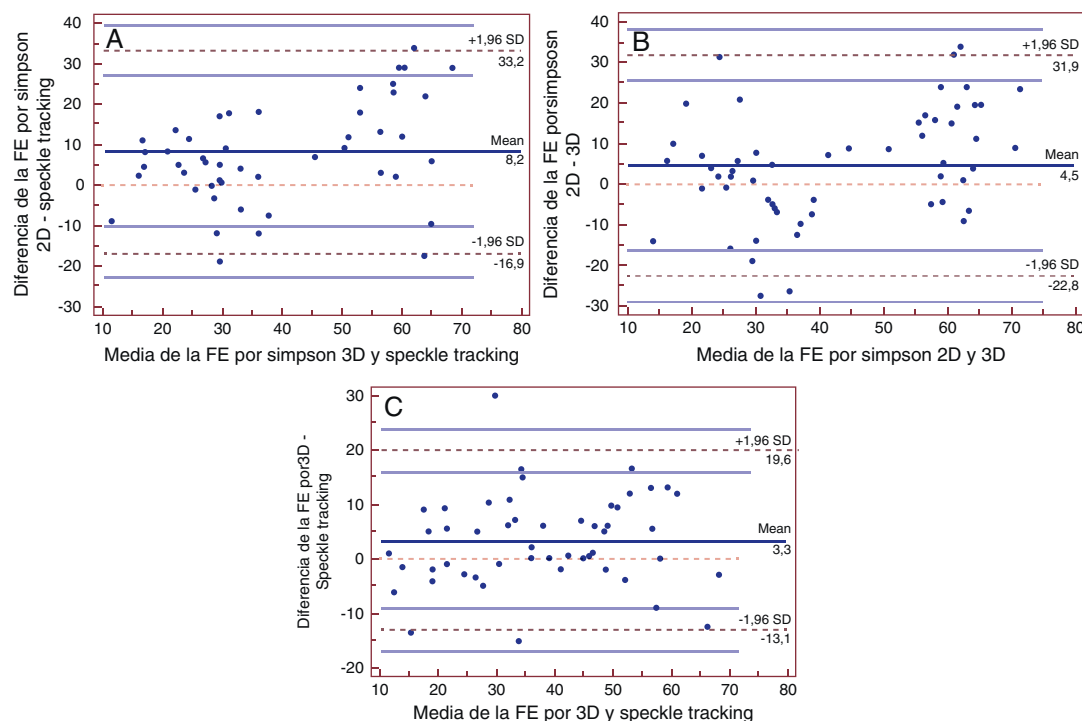 A
Diferencia de la FE por simpson
2D - speckle tracking
40
30
20
10
0
-10
-20
-30
+1,96 SD
33,2
Mean
8,2
-1,96 SD
-16,9
10 20 30 40 50 60 70 80
Media de la FE por simpson 3D y speckle tracking
B
Diferencia de la FE porsimpsosn
2D - 3D
40
30
20
10
0
-10
-20
-30
+1,96 SD
31,9
Mean
4,5
-1,96 SD
-22,8
10 20 30 40 50 60 70 80
Media de la FE por simpson 2D y 3D
C
Diferencia de la FE por3D -
Speckle tracking
30
20
10
0
-10
-20
+1,96 SD
19,6
Mean
3,3
-1,96 SD
-13,1
10 20 30 40 50 60 70 80
Media de la FE por 3D y speckle tracking